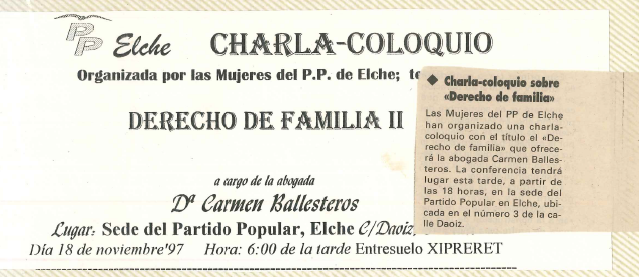 PP Elche CHARLA-COLOQUIO
Organizada por las Mujeres del P.P. de Elche;
DERECHO DE FAMILIA II
a cargo de la abogada
Dª Carmen Ballesteros
Lugar: Sede del Partido Popular, Elche C/Daoiz,
Día 18 de noviembre'97 Hora: 6:00 de la tarde Entresuelo XIPRERET
◆ Charla-coloquio sobre
«Derecho de familia»
Las Mujeres del PP de Elche
han organizado una charla-
coloquio con el título el «De-
recho de familia» que ofrece-
rá la abogada Carmen Balles-
teros. La conferencia tendrá
lugar esta tarde, a partir de
las 18 horas, en la sede del
Partido Popular en Elche, ubi-
cada en el número 3 de la ca-
lle Daoiz.